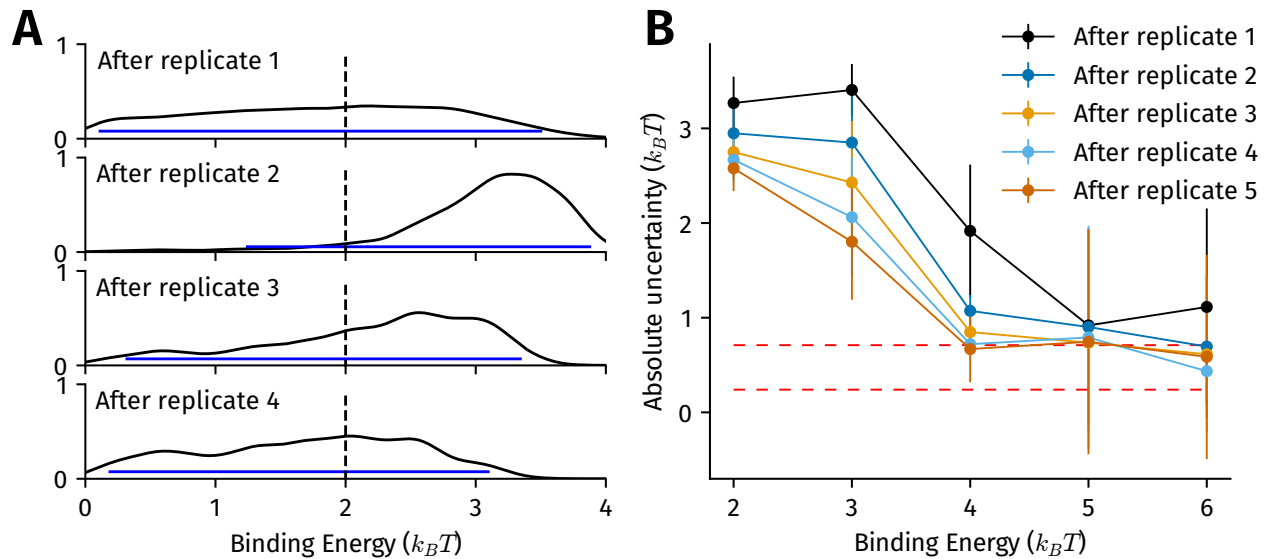 A
1
After replicate 1
0
1
After replicate 2
0
1
After replicate 3
0
1
After replicate 4
0
0 1 2 3 4
Binding Energy (k_BT)
B
After replicate 1
After replicate 2
After replicate 3
After replicate 4
After replicate 5
Absolute uncertainty (k_BT)
3
2
1
0
2 3 4 5 6
Binding Energy (k_BT)